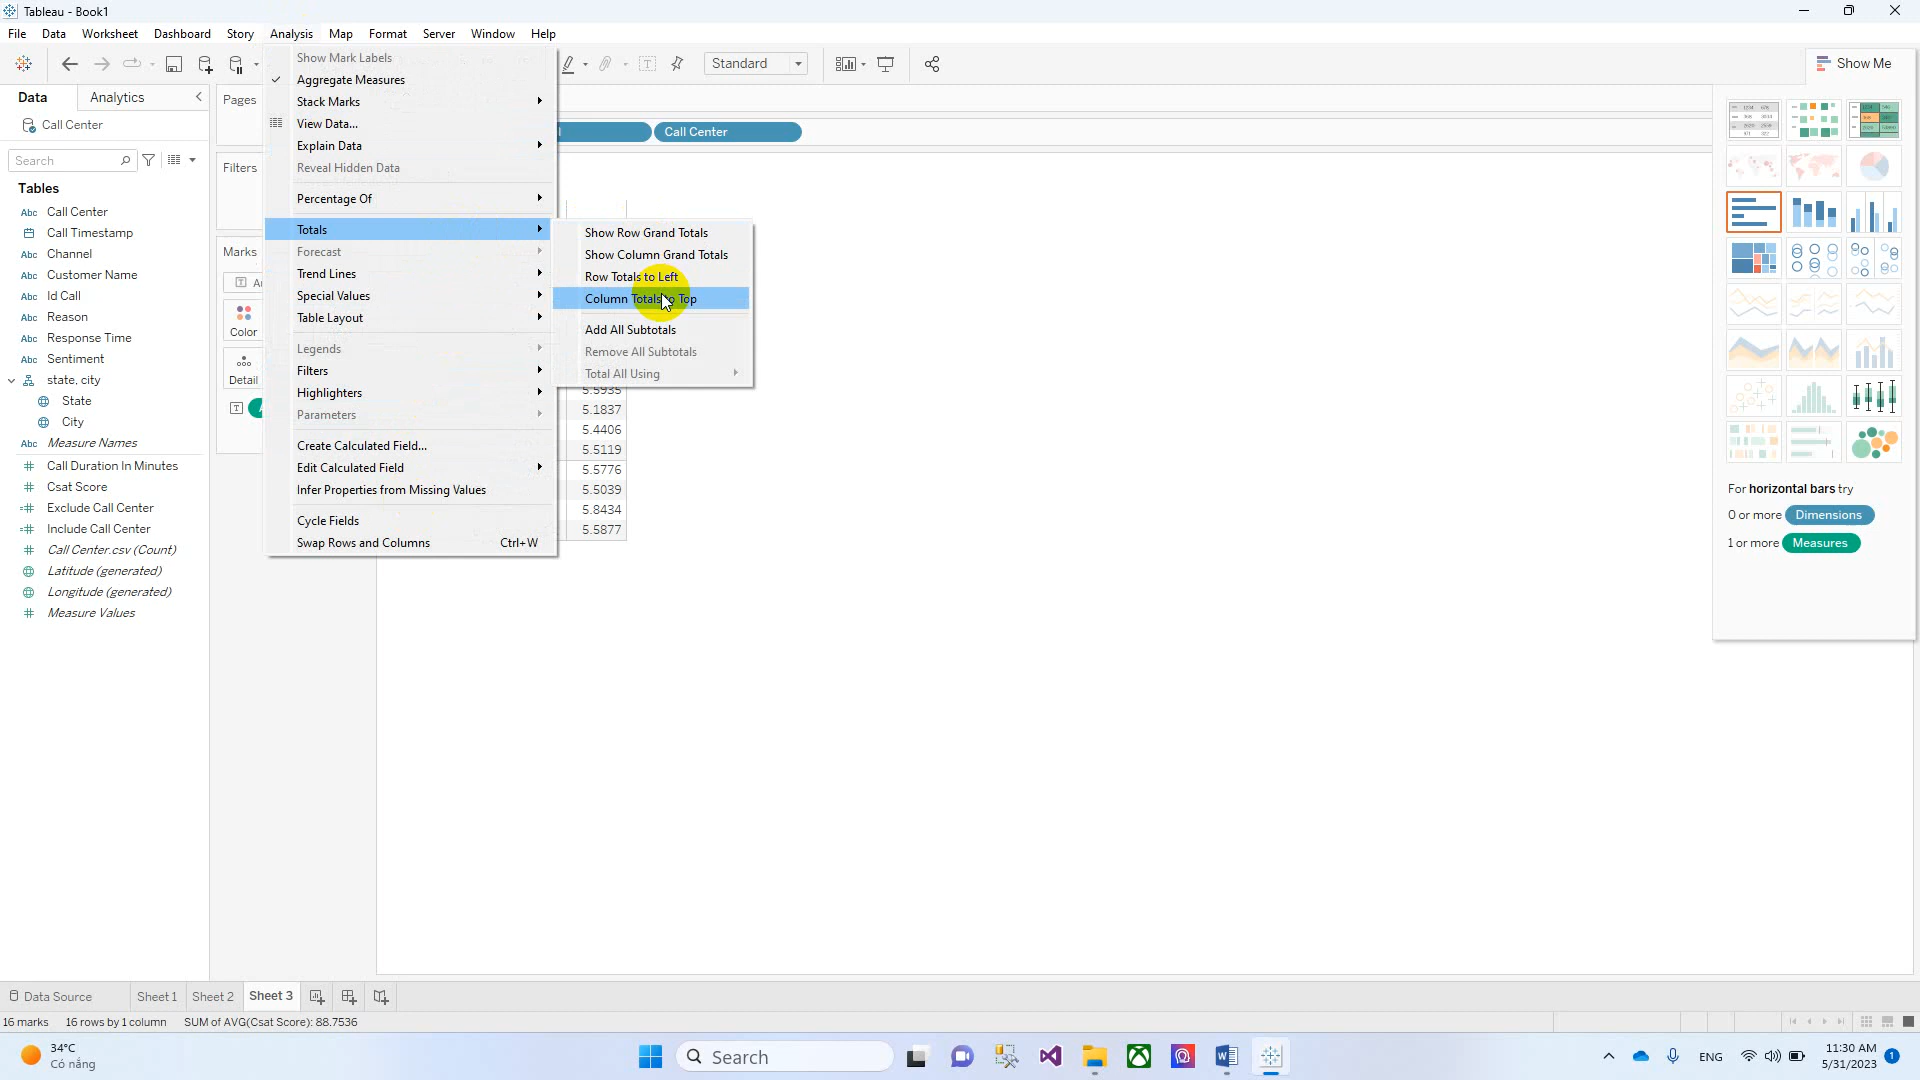 Tableau - Book1
File Data Worksheet Dashboard Story Analysis Map Format Server Window Help
Standard
Show Me
Data Analytics
Call Center
Search
Tables
Call Center
Call Timestamp
Channel
Customer Name
Id Call
Reason
Response Time
Sentiment
state, city
State
City
Measure Names
Call Duration In Minutes
Csat Score
Exclude Call Center
Include Call Center
Call Center.csv (Count)
Latitude (generated)
Longitude (generated)
Measure Values
Pages
Filters
Marks
Color
Detail
Show Mark Labels
Aggregate Measures
Stack Marks
View Data...
Explain Data
Reveal Hidden Data
Percentage Of
Totals
Forecast
Trend Lines
Special Values
Table Layout
Legends
Filters
Highlighters
Parameters
Create Calculated Field...
Edit Calculated Field
Infer Properties from Missing Values
Cycle Fields
Swap Rows and Columns Ctrl+W
Call Center
Show Row Grand Totals
Show Column Grand Totals
Row Totals to Left
Column Totals to Top
Add All Subtotals
Remove All Subtotals
Total All Using
5.5935
5.1837
5.4406
5.5119
5.5776
5.5039
5.8434
5.5877
For horizontal bars try
0 or more Dimensions
1 or more Measures
Data Source Sheet 1 Sheet 2 Sheet 3
16 marks 16 rows by 1 column SUM of AVG(Csat Score): 88.7536
34°C
Có nắng
Search
ENG
11:30 AM
5/31/2023
1